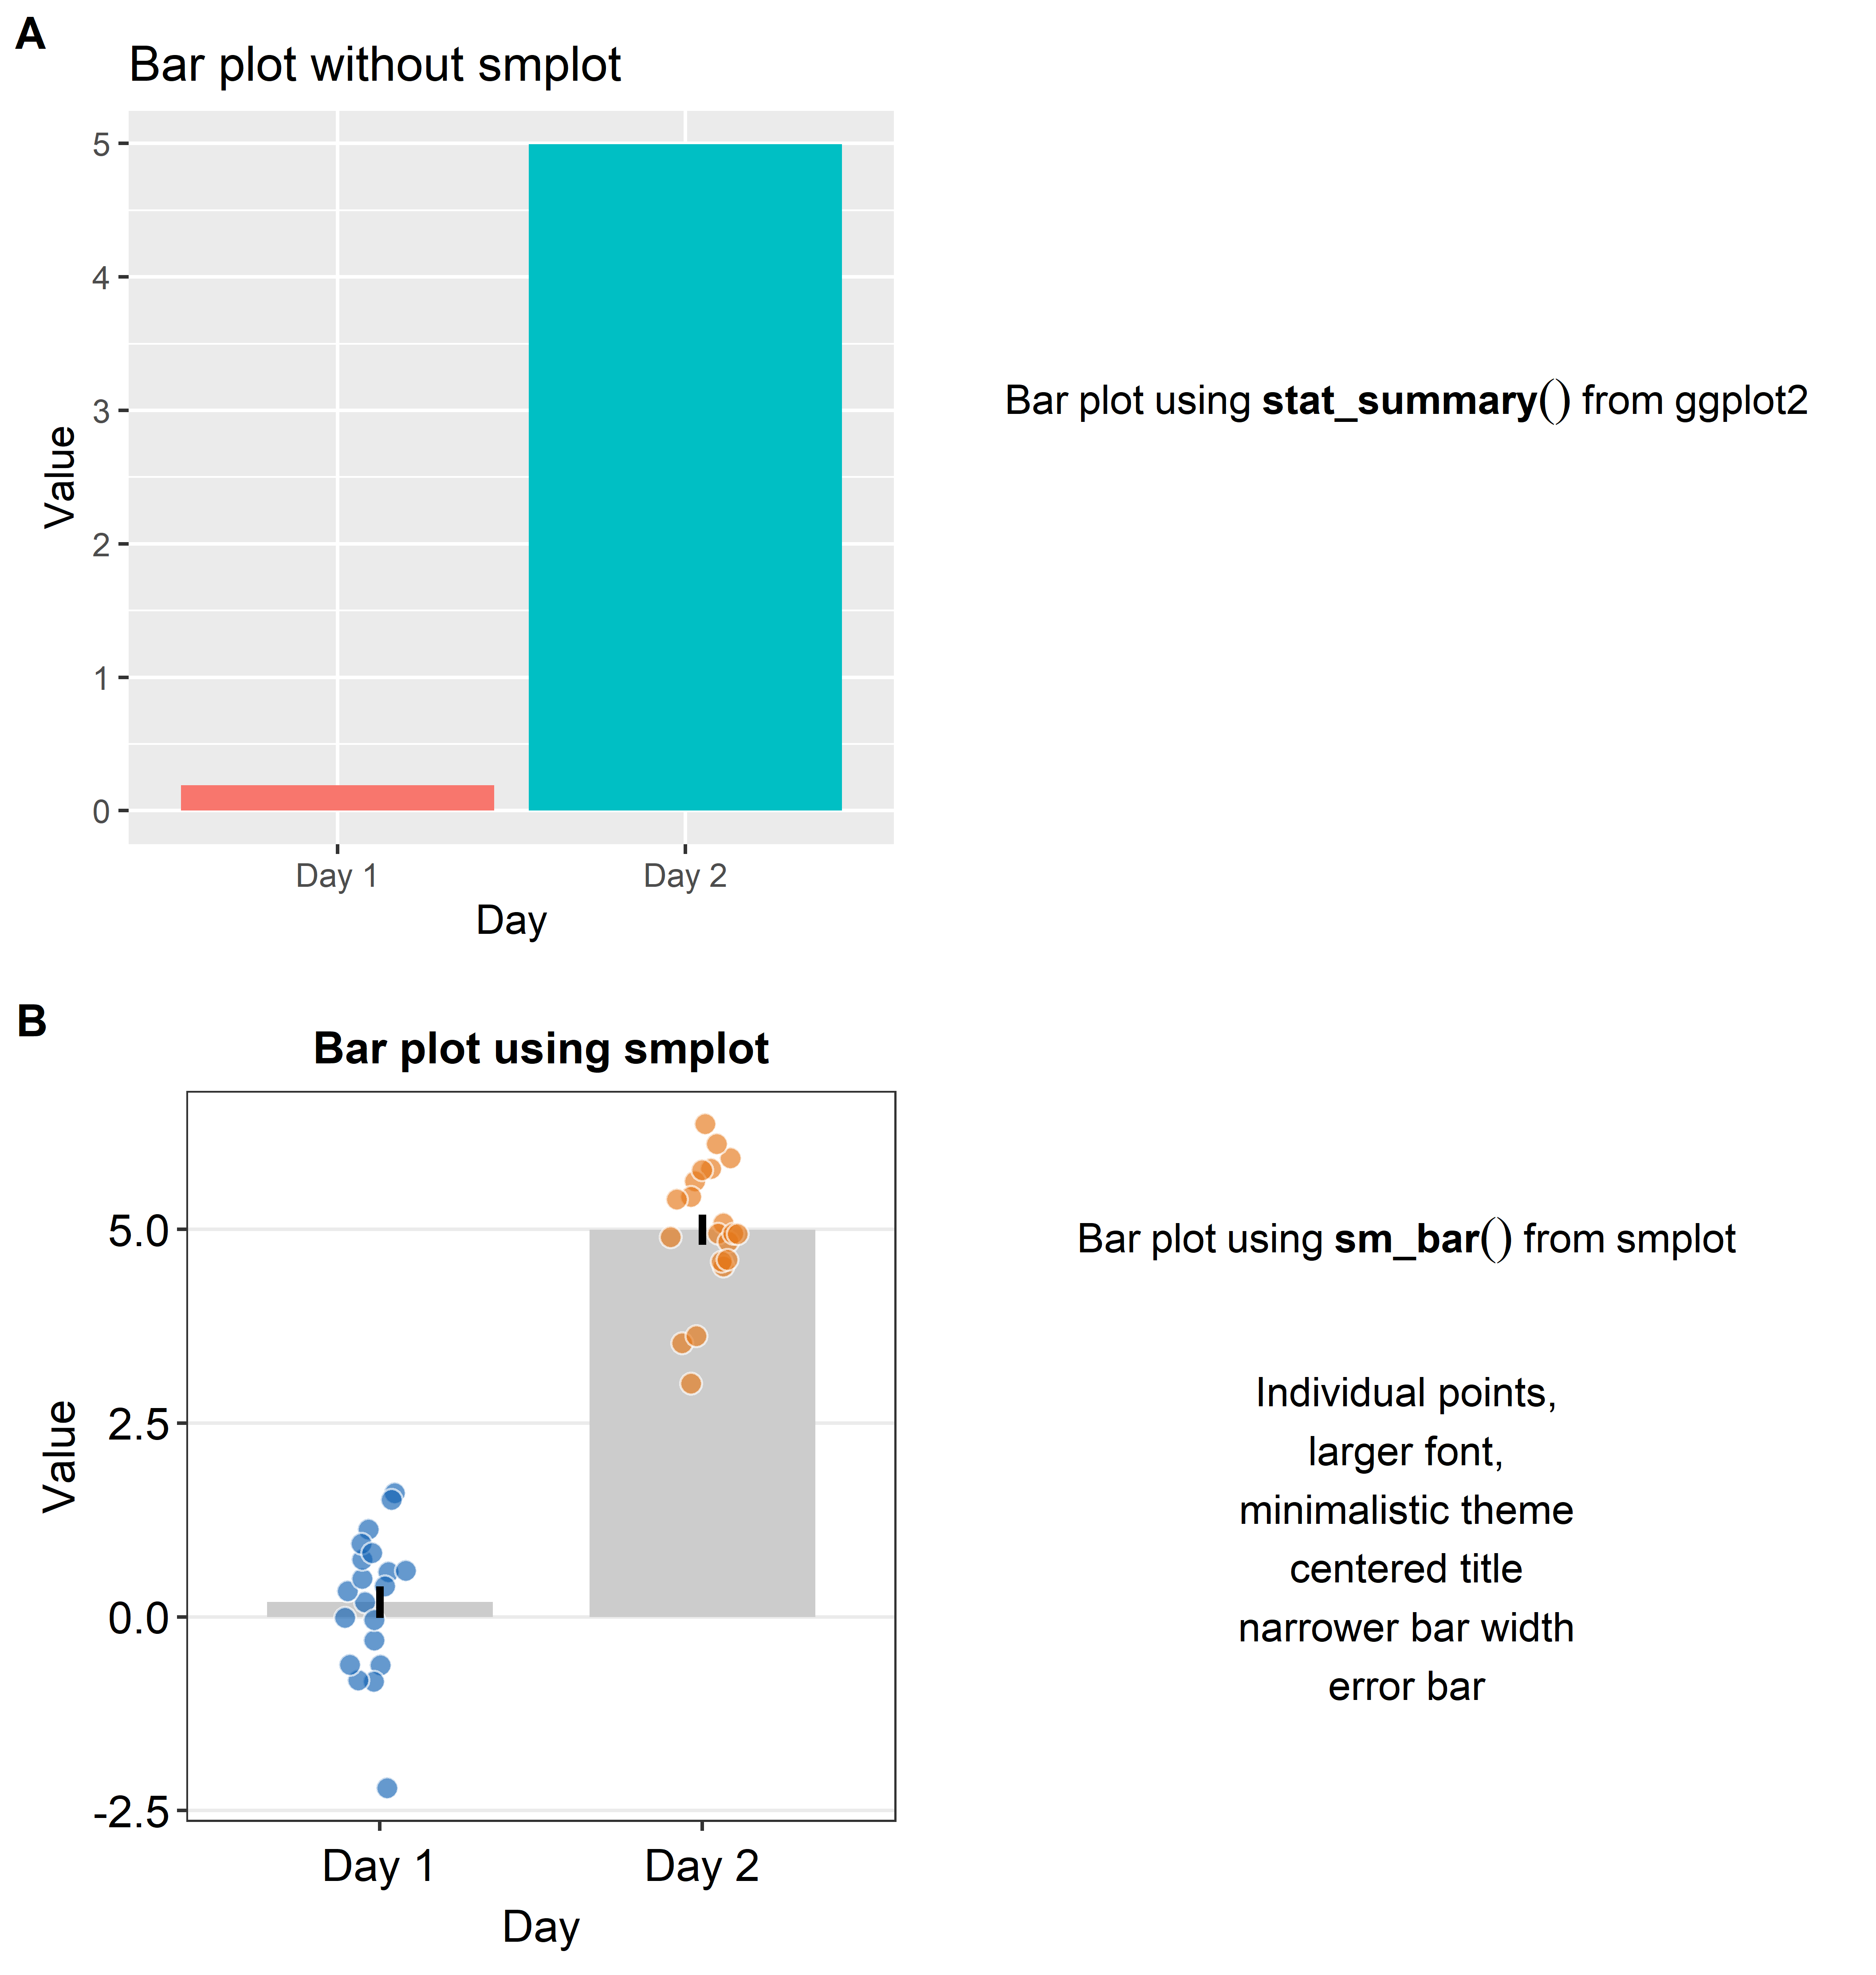 A
Bar plot without smplot
5
4
3
2
1
0
Value
Day 1
Day 2
Day
Bar plot using stat_summary() from ggplot2
B
Bar plot using smplot
5.0
2.5
0.0
-2.5
Value
Day 1
Day 2
Day
Bar plot using sm_bar() from smplot
Individual points,
larger font,
minimalistic theme
centered title
narrower bar width
error bar